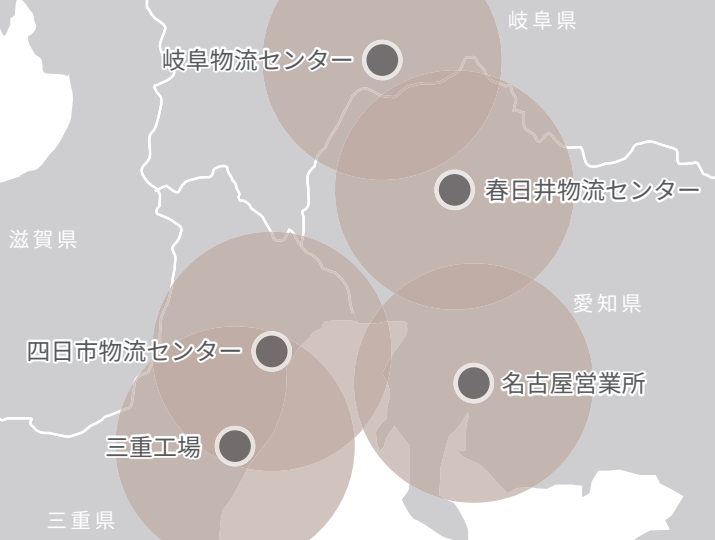 岐阜県
岐阜物流センター
春日井物流センター
滋賀県
愛知県
四日市物流センター
名古屋営業所
三重工場
三重県